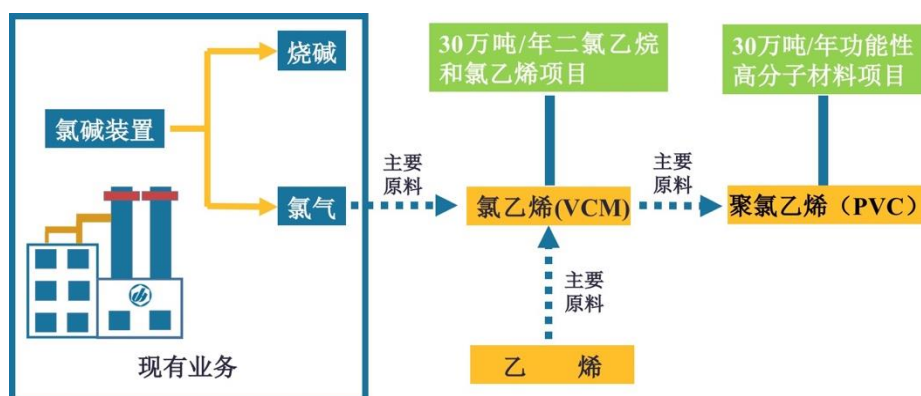 烧碱
氯碱装置
氯气
现有业务
30万吨/年二氯乙烷
和氯乙烯项目
30万吨/年功能性
高分子材料项目
主要
原料
氯乙烯(VCM)
主要
原料
聚氯乙烯（PVC）
主要
原料
乙 烯